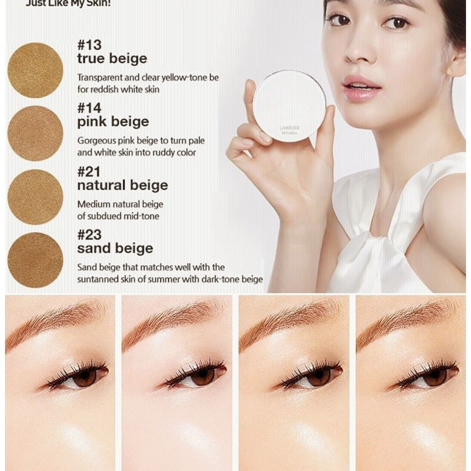 Just Like My Skin!
#13
true beige
Transparent and clear yellow-tone be
for reddish white skin
#14
pink beige
Gorgeous pink beige to turn pale
and white skin into ruddy color
#21
natural beige
Medium natural beige
of subdued mid-tone
#23
sand beige
Sand beige that matches well with the
suntanned skin of summer with dark-tone beige
LANEIGE